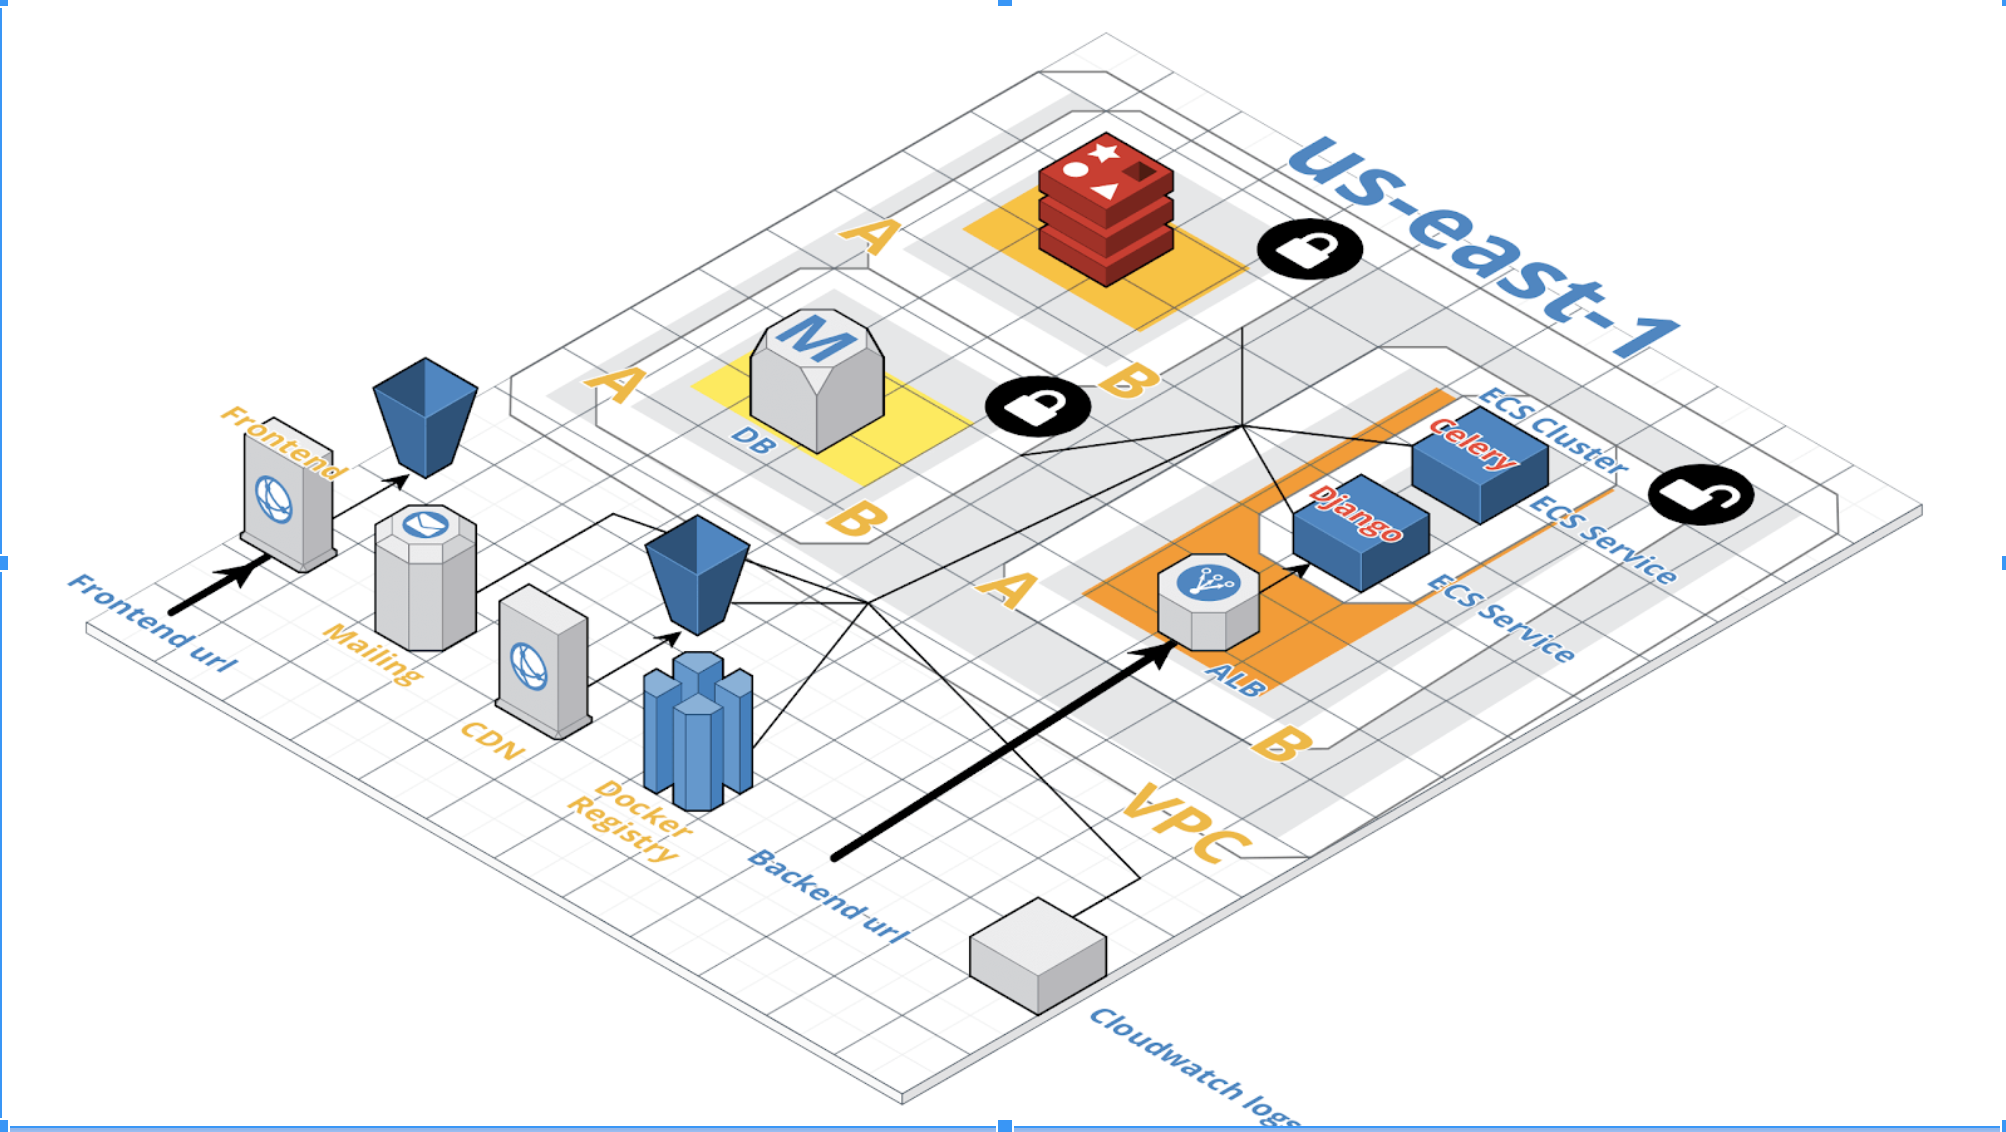 us-east-1
A
M
DB
A
B
B
Frontend
Frontend url
Mailing
CDN
Docker
Registry
Backend url
ECS Cluster
Celery
Django
ECS Service
ECS Service
A
ALB
B
VPC
Cloudwatch logs